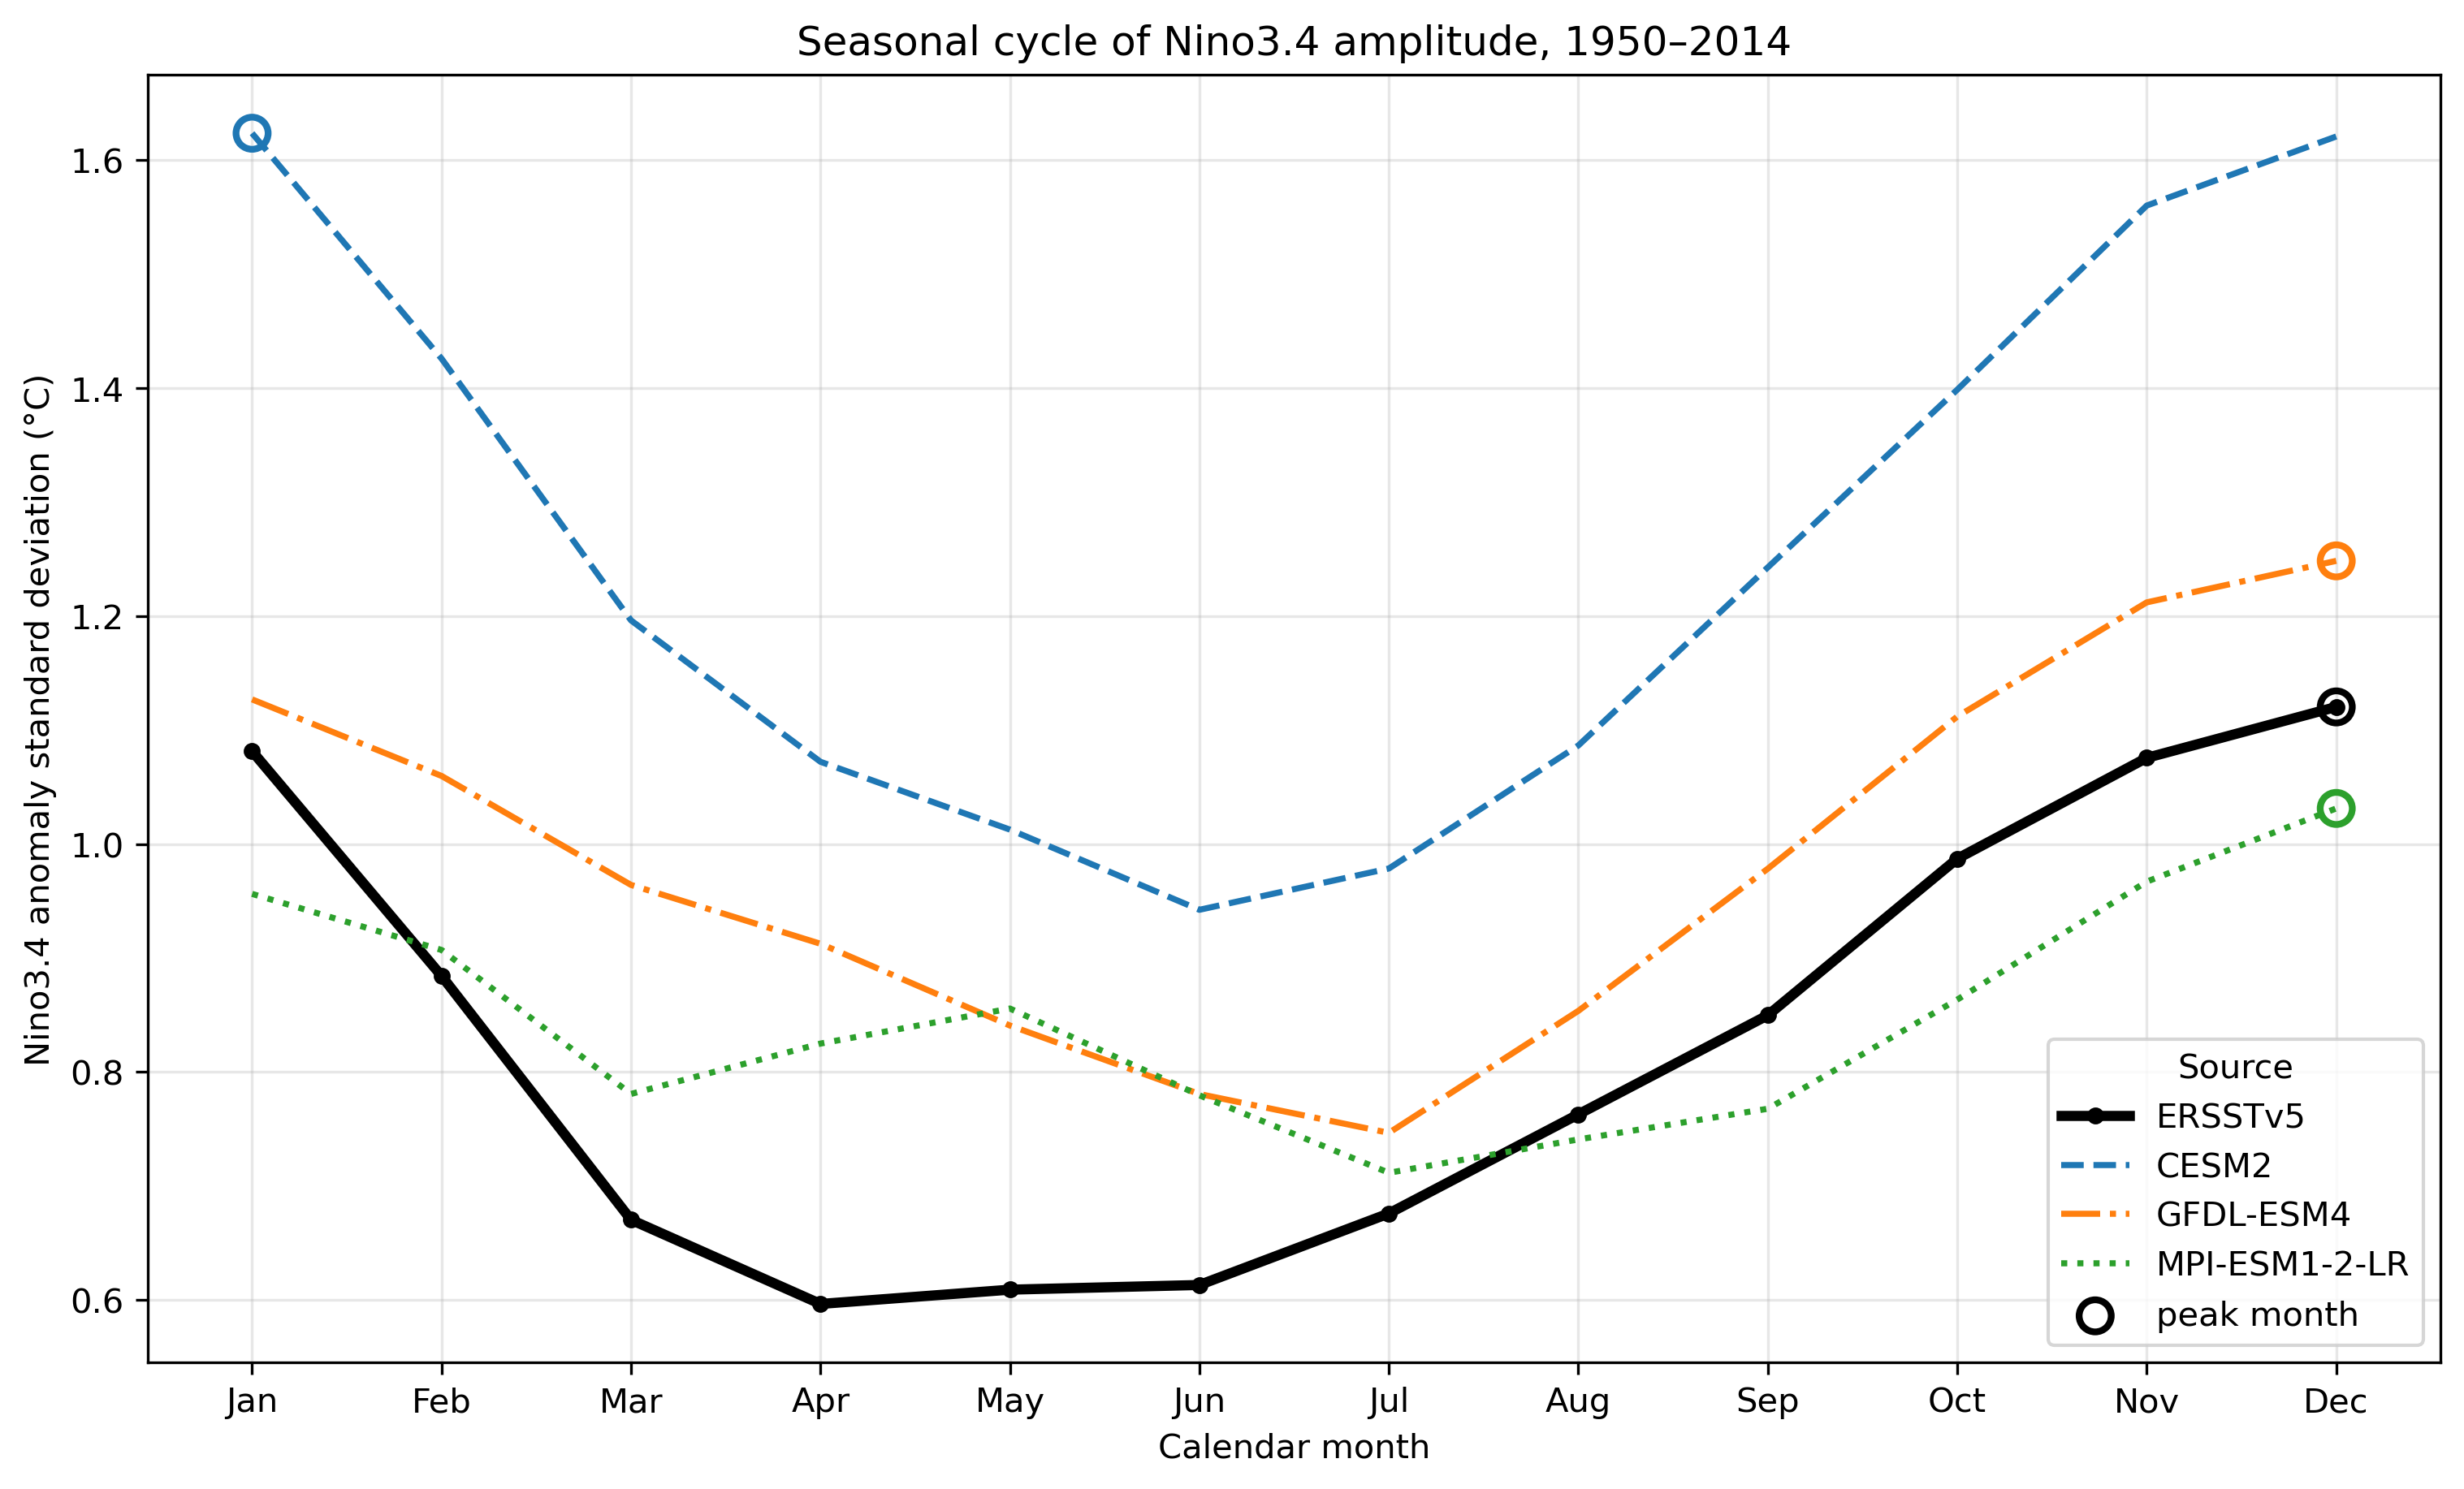 Seasonal cycle of Nino3.4 amplitude, 1950–2014
Nino3.4 anomaly standard deviation (°C)
1.6
1.4
1.2
1.0
0.8
0.6
Jan Feb Mar Apr May Jun Jul Aug Sep Oct Nov Dec
Calendar month
Source
ERSSTv5
CESM2
GFDL-ESM4
MPI-ESM1-2-LR
peak month